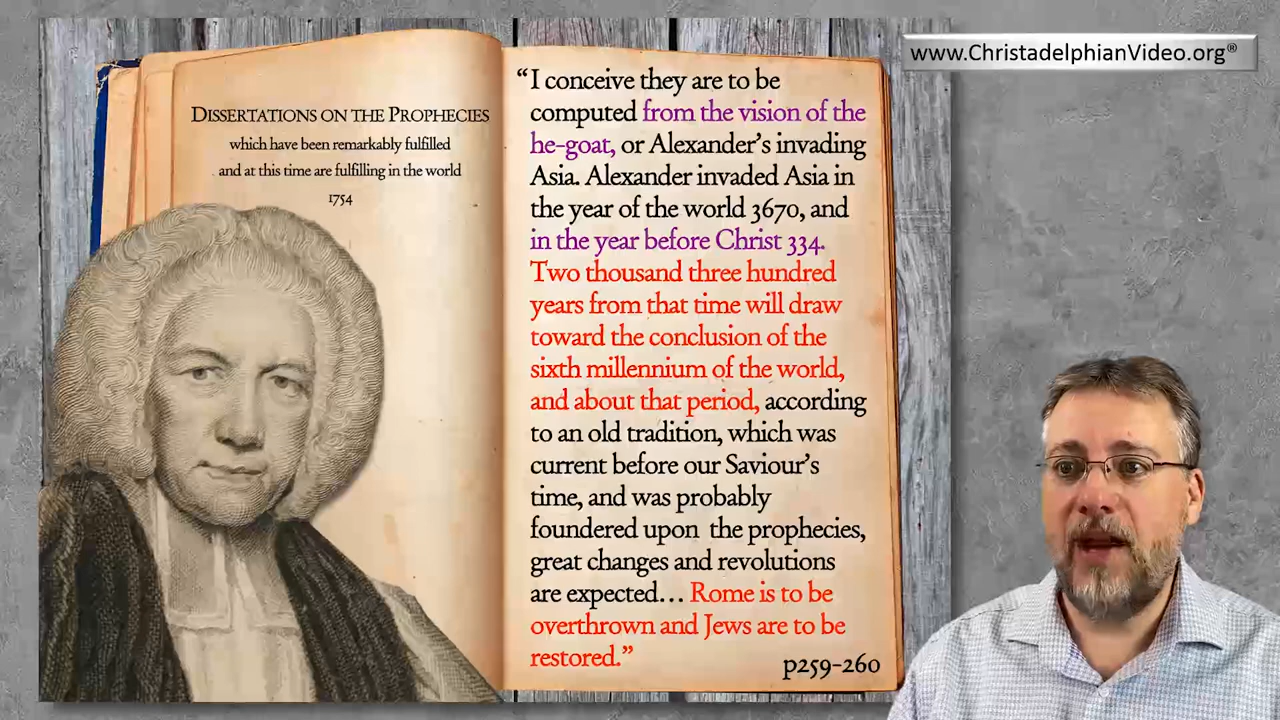 www.ChristadelphianVideo.org®
DISSERTATIONS ON THE PROPHECIES
which have been remarkably fulfilled
and at this time are fulfilling in the world
1754
“I conceive they are to be
computed from the vision of the
he-goat, or Alexander’s invading
Asia. Alexander invaded Asia in
the year of the world 3670, and
in the year before Christ 334.
Two thousand three hundred
years from that time will draw
toward the conclusion of the
sixth millennium of the world,
and about that period, according
to an old tradition, which was
current before our Saviour’s
time, and was probably
foundered upon the prophecies,
great changes and revolutions
are expected… Rome is to be
overthrown and Jews are to be
restored.”
p259-260